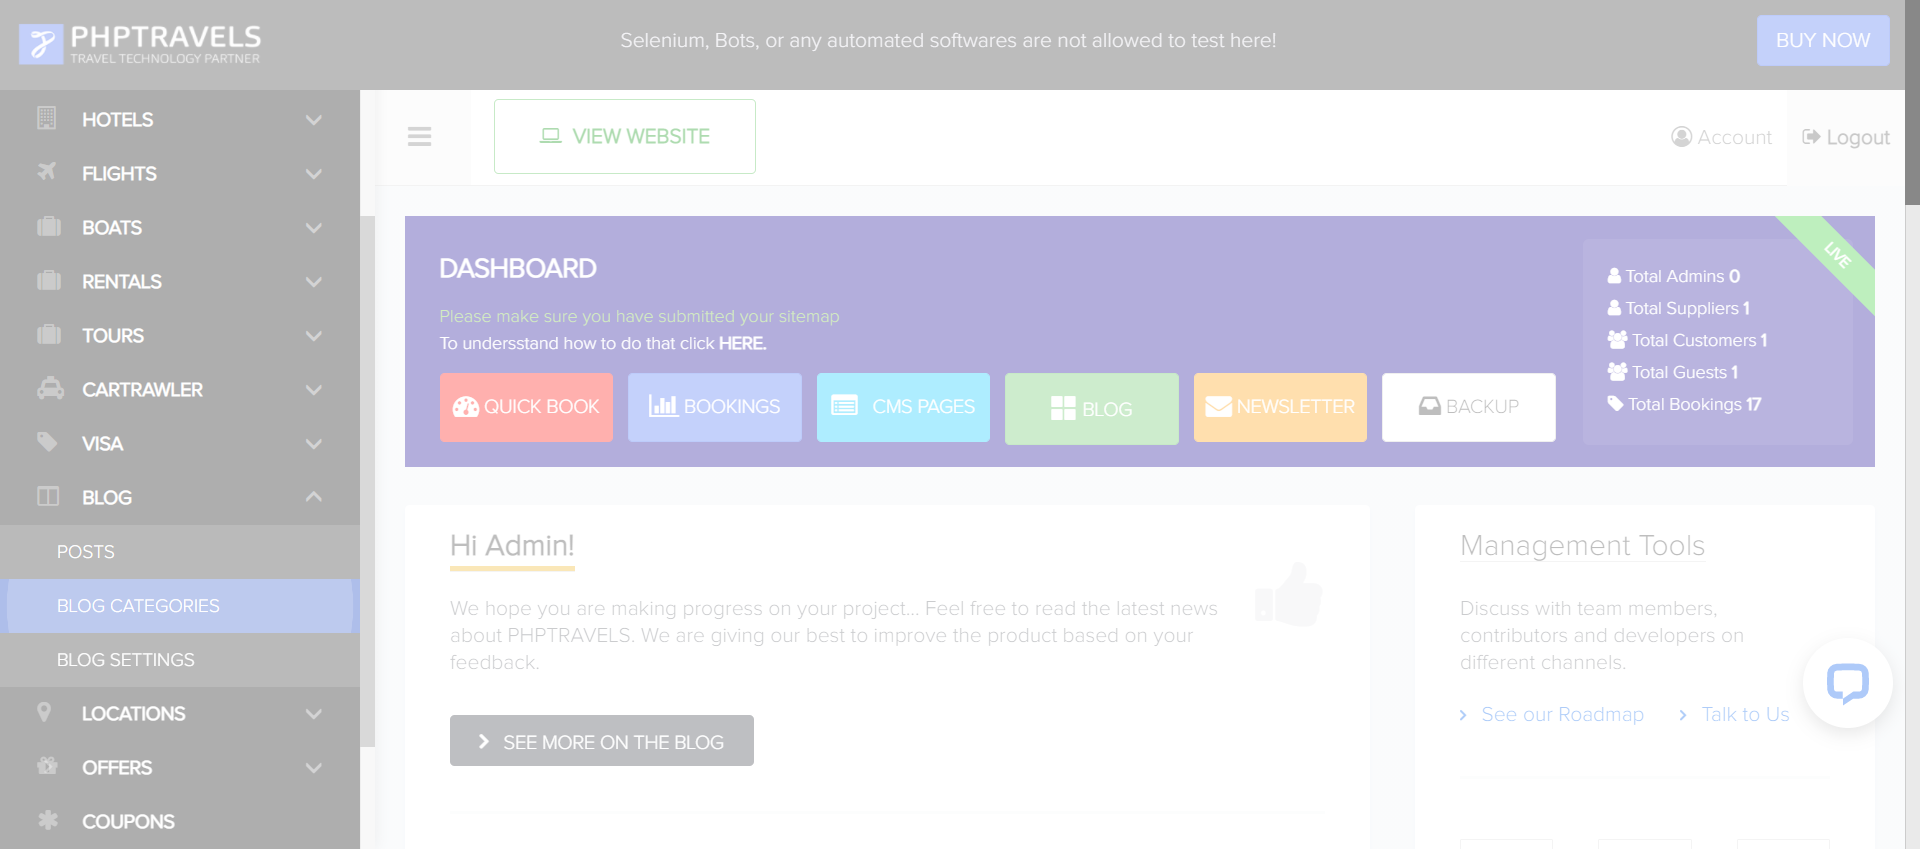 PHPTRAVELS
TRAVEL TECHNOLOGY PARTNER
Selenium, Bots, or any automated softwares are not allowed to test here!
BUY NOW
HOTELS
FLIGHTS
BOATS
RENTALS
TOURS
CARTRAWLER
VISA
BLOG
POSTS
BLOG CATEGORIES
BLOG SETTINGS
LOCATIONS
OFFERS
COUPONS
VIEW WEBSITE
Account
Logout
DASHBOARD
Please make sure you have submitted your sitemap
To undersstand how to do that click HERE.
QUICK BOOK
BOOKINGS
CMS PAGES
BLOG
NEWSLETTER
BACKUP
LIVE
Total Admins 0
Total Suppliers 1
Total Customers 1
Total Guests 1
Total Bookings 17
Hi Admin!
We hope you are making progress on your project... Feel free to read the latest news
about PHPTRAVELS. We are giving our best to improve the product based on your
feedback.
SEE MORE ON THE BLOG
Management Tools
Discuss with team members,
contributors and developers on
different channels.
See our Roadmap
Talk to Us